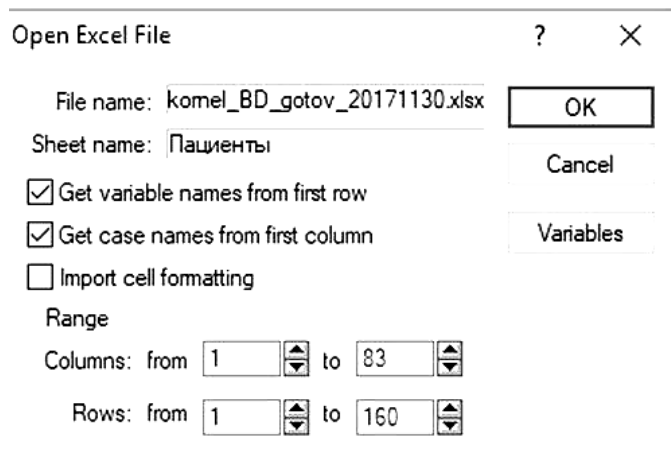 Open Excel File ? ×
File name: kornel_BD_gotov_20171130.xlsx
OK
Sheet name: Пациенты
Cancel
Get variable names from first row
Get case names from first column
Variables
Import cell formatting
Range
Columns: from 1 to 83
Rows: from 1 to 160